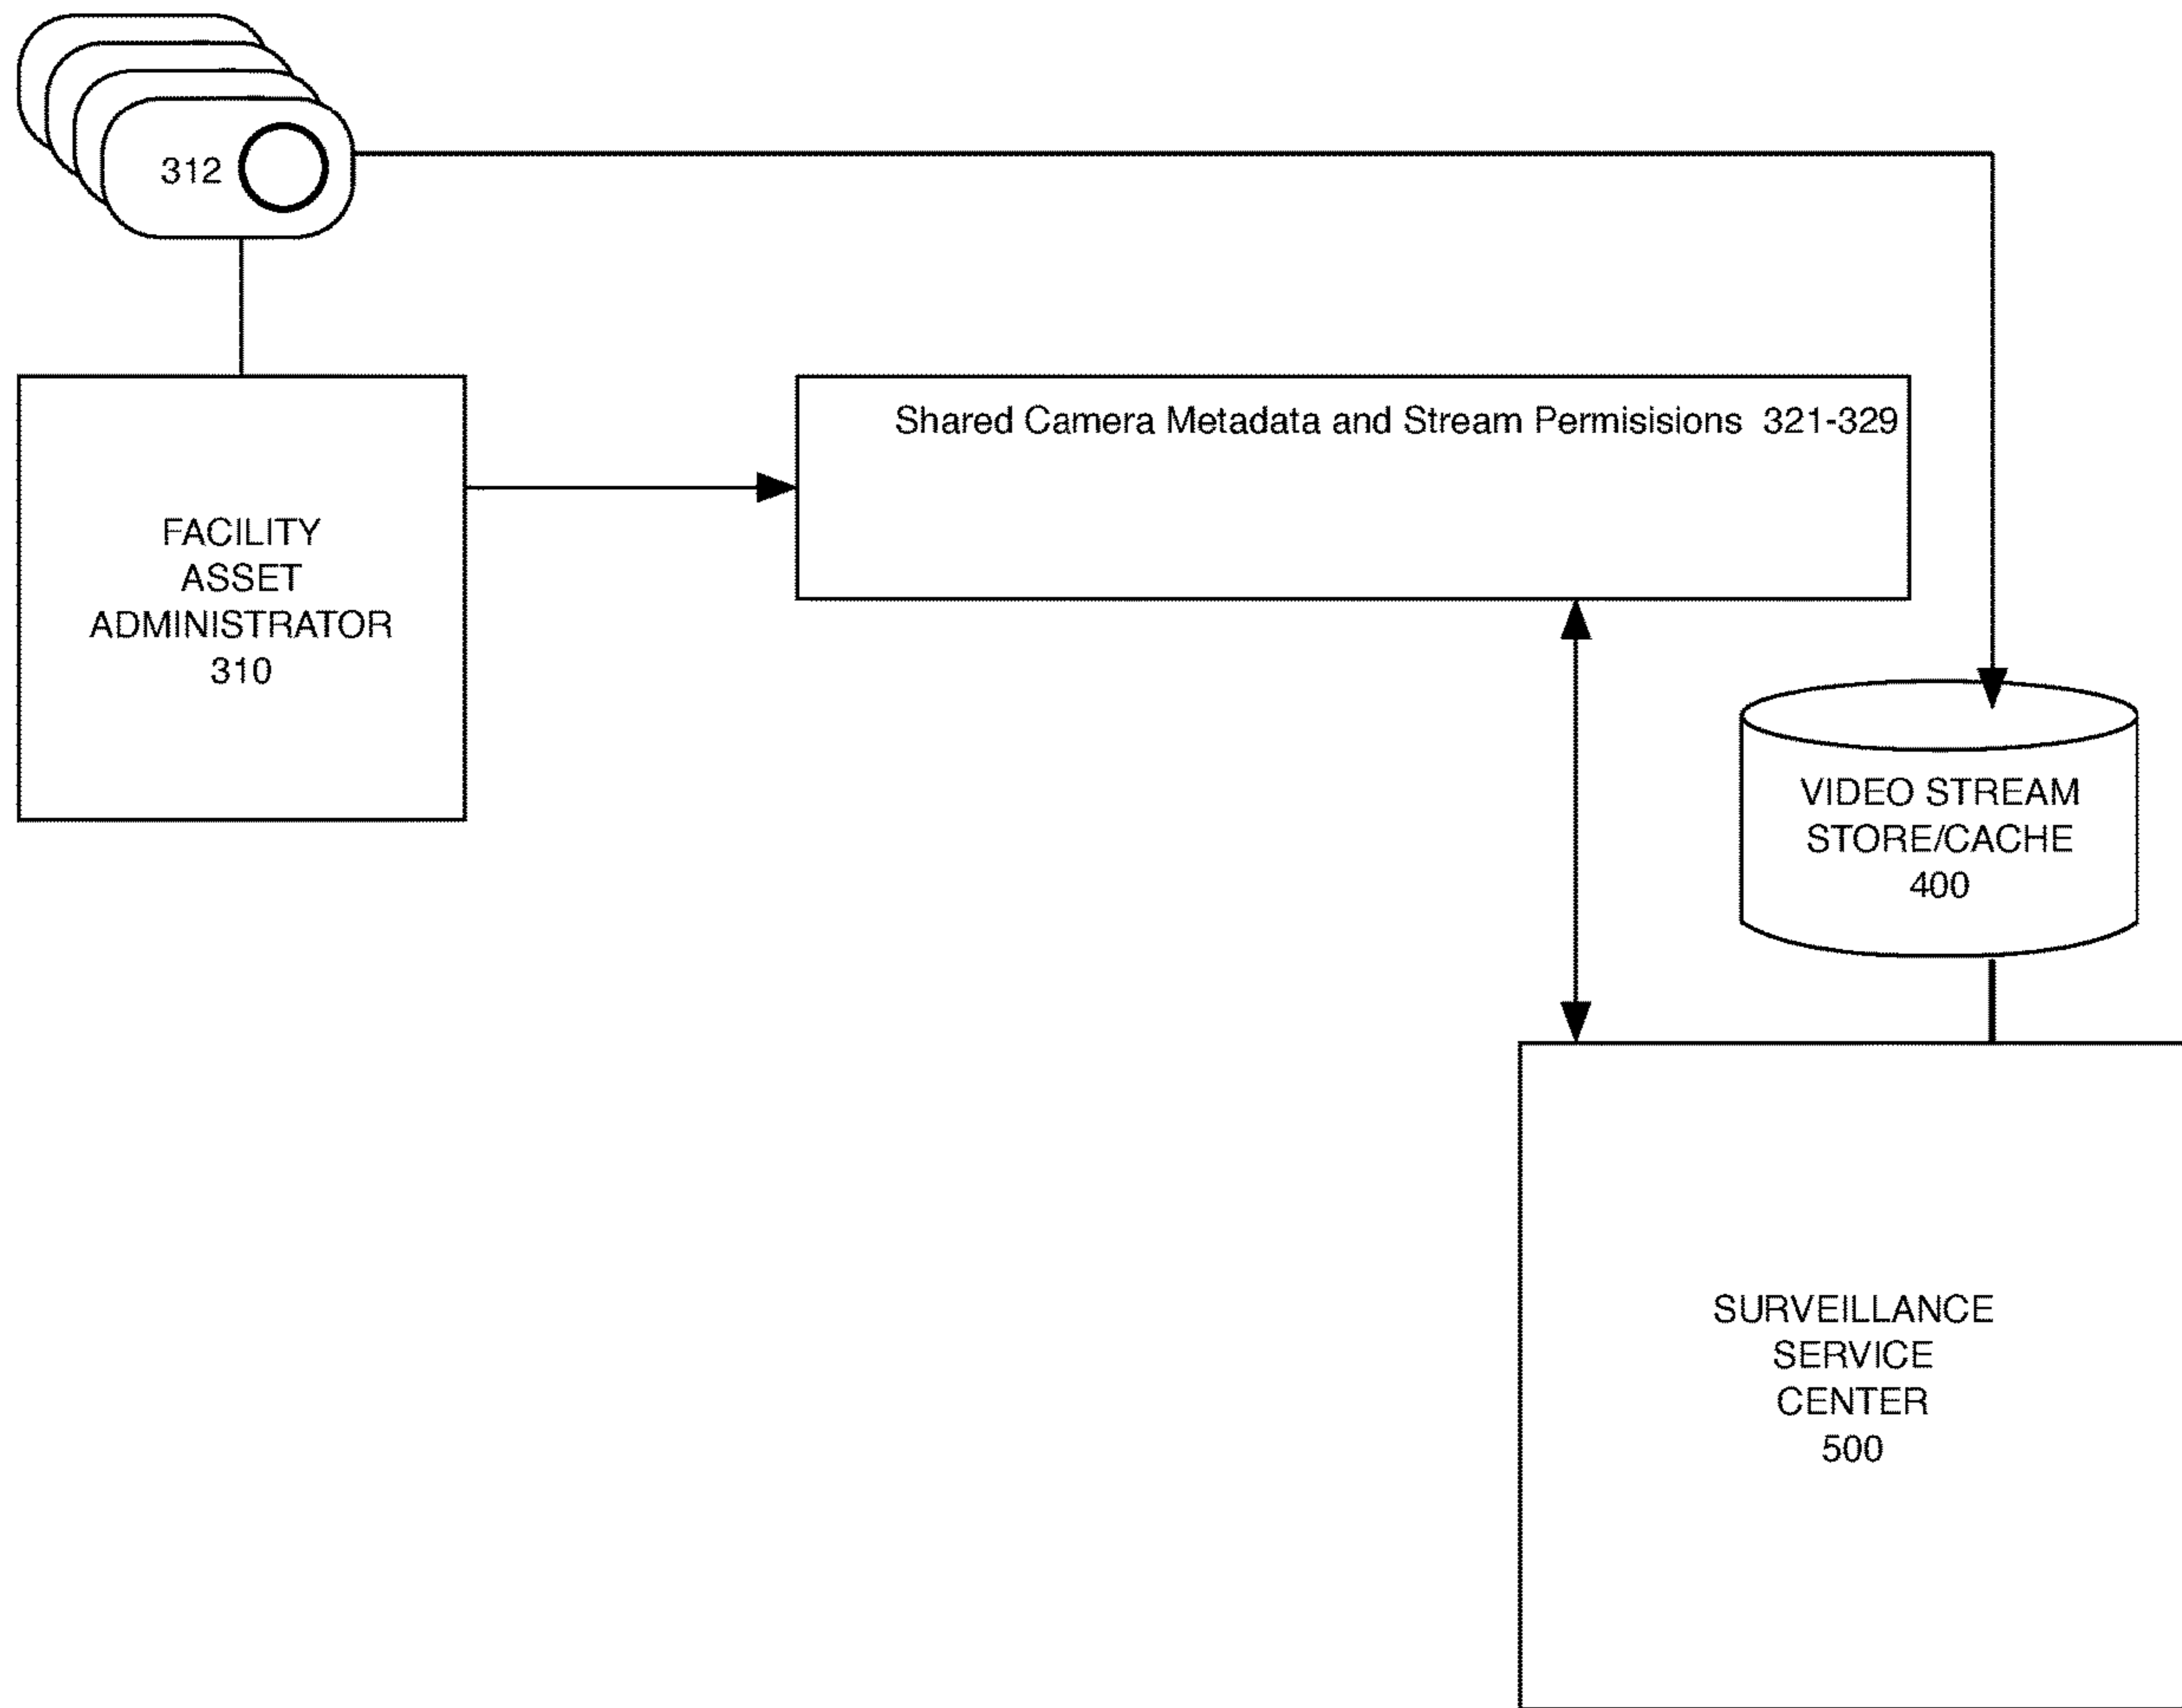 312
Shared Camera Metadata and Stream Permisisions 321-329
FACILITY
ASSET
ADMINISTRATOR
310
VIDEO STREAM
STORE/CACHE
400
SURVEILLANCE
SERVICE
CENTER
500